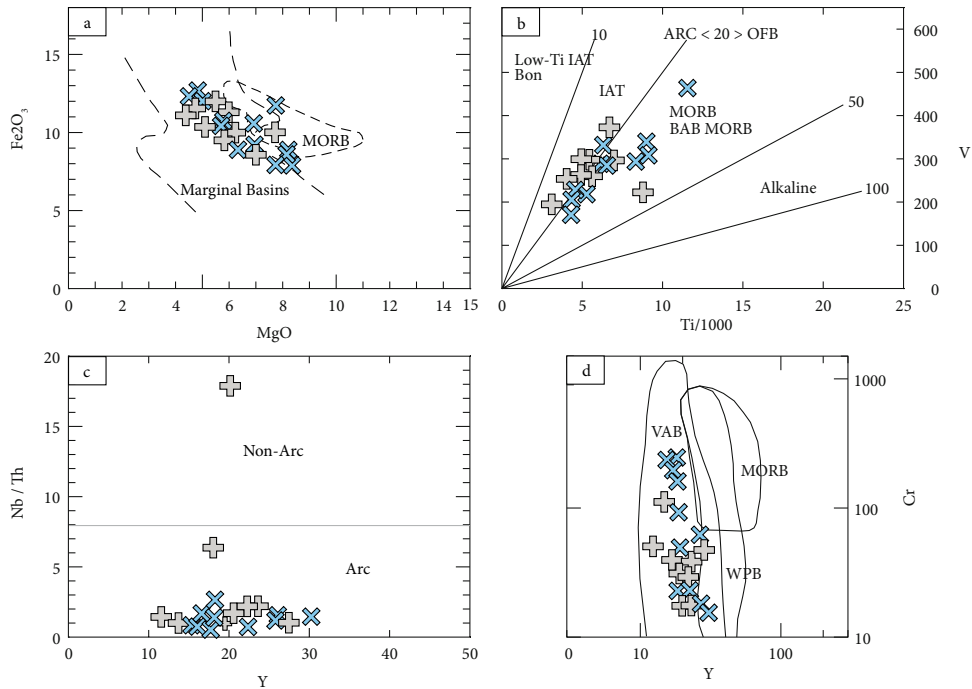 a
15
10
5
0
Fe2O3
MORB
Marginal Basins
0
2
4
6
8
10
15
MgO
b
10
ARC < 20 > OFB
Low-Ti IAT
Bon
IAT
MORB
BAB MORB
50
Alkaline
100
600
500
400
300
200
100
0
V
0
5
10
15
20
25
Ti/1000
c
20
15
10
5
0
Nb / Th
Non-Arc
Arc
0
10
20
30
40
50
Y
d
VAB
MORB
WPB
1000
100
10
Cr
0
10
100
Y